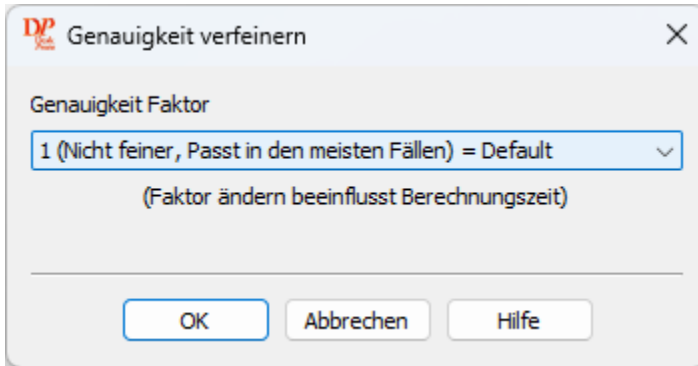 DP
Genauigkeit verfeinern
Genauigkeit Faktor
1 (Nicht feiner, Passt in den meisten Fällen) = Default
(Faktor ändern beeinflusst Berechnungszeit)
OK
Abbrechen
Hilfe